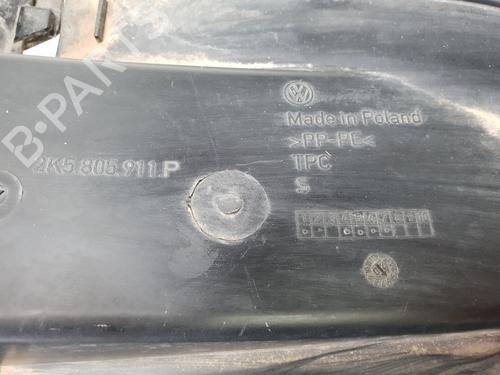 B-PARTS
Made in Poland
>PP-PE<
2K5.805.911.P
TPC
S